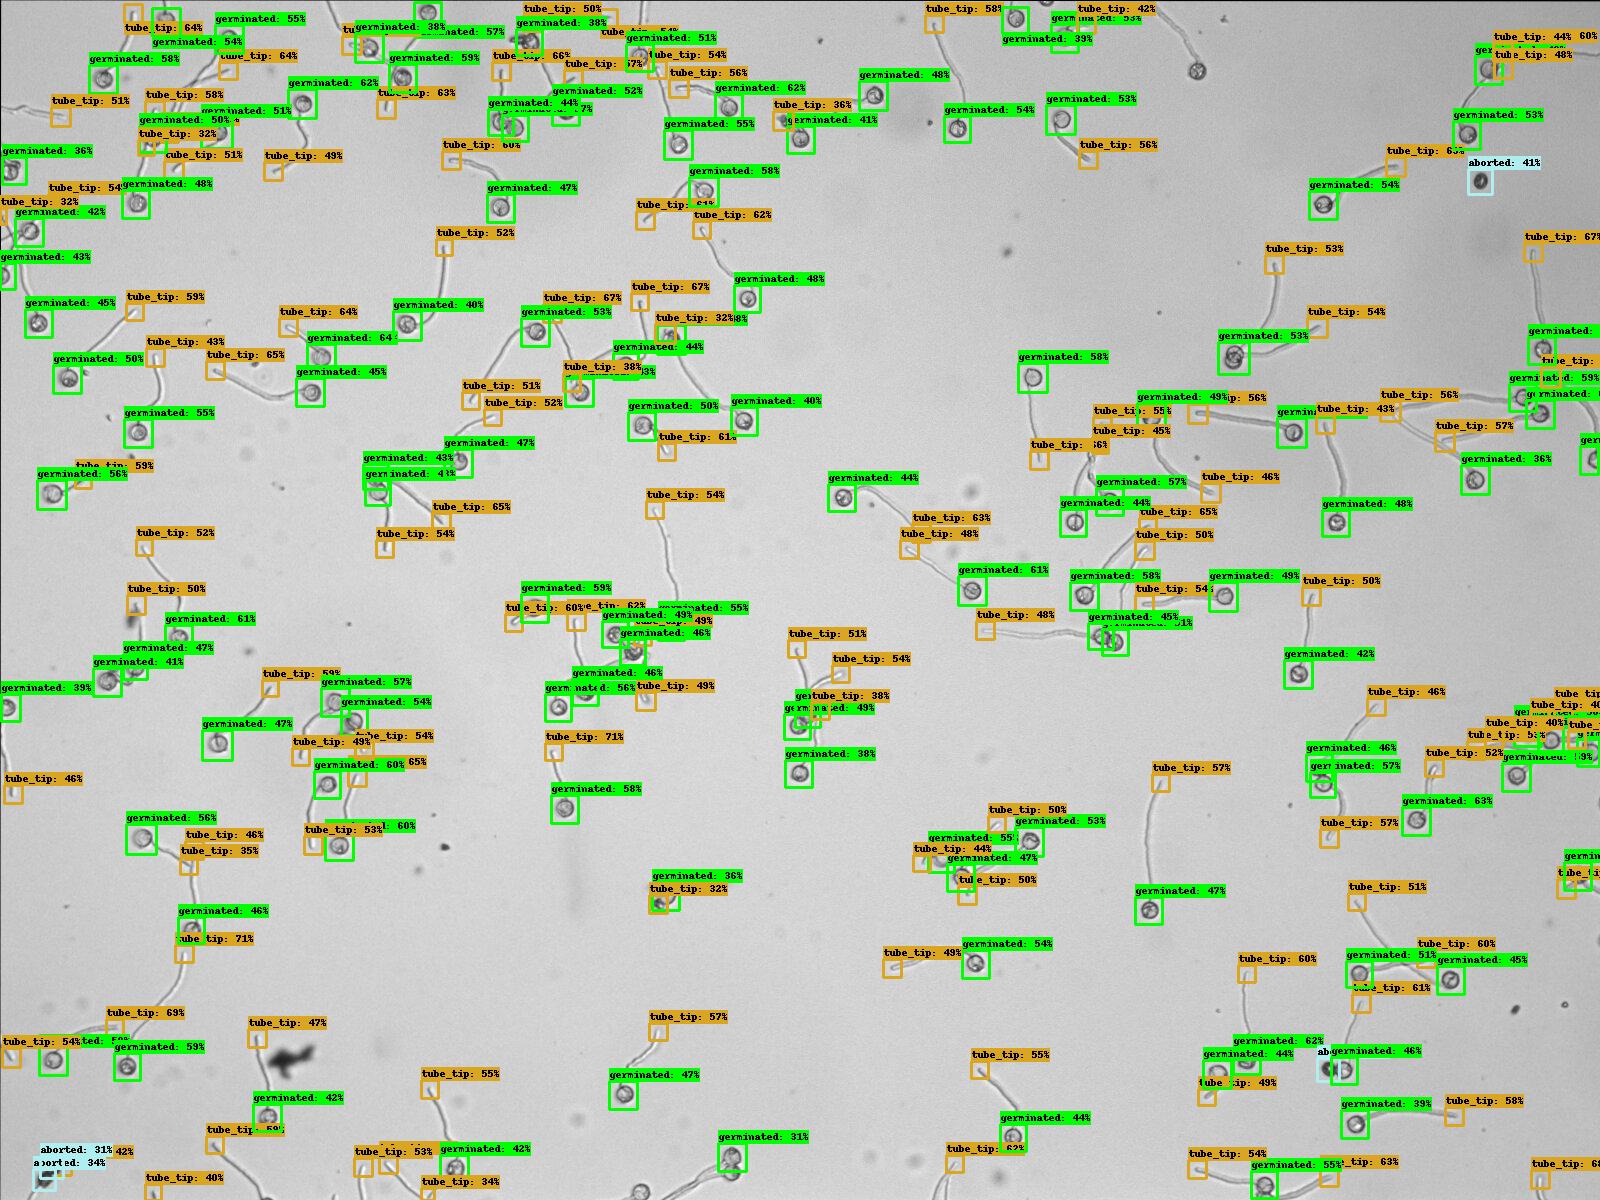 tube_tip: 50%
tube_tip: 58%
tube_tip: 42%
germinated: 55%
tube_tip: 64%
germinated: 38%
germinated: 38%
germinated: 51%
germinated: 39%
tube_tip: 44%
60%
germinated: 54%
tube_tip: 64%
germinated: 59%
tube_tip: 66%
tube_tip: 54%
tube_tip: 48%
germinated: 58%
tube_tip: 56%
germinated: 48%
germinated: 62%
germinated: 52%
germinated: 62%
tube_tip: 51%
tube_tip: 58%
tube_tip: 63%
germinated: 44%
tube_tip: 36%
germinated: 54%
germinated: 53%
germinated: 53%
germinated: 50%
germinated: 55%
germinated: 41%
tube_tip: 32%
germinated: 36%
tube_tip: 51%
tube_tip: 49%
tube_tip: 60%
tube_tip: 56%
aborted: 41%
germinated: 48%
germinated: 47%
germinated: 58%
germinated: 54%
tube_tip: 32%
germinated: 42%
tube_tip: 62%
tube_tip: 52%
tube_tip: 53%
tube_tip: 67%
germinated: 43%
germinated: 48%
germinated: 45%
tube_tip: 59%
tube_tip: 64%
germinated: 40%
tube_tip: 67%
germinated: 53%
tube_tip: 67%
tube_tip: 32%
tube_tip: 54%
germinated: 53%
germinated: 50%
tube_tip: 43%
tube_tip: 65%
germinated: 64
germinated: 45%
germinated: 44%
tube_tip: 38%
germinated: 58%
tube_tip: 51%
tube_tip: 52%
germinated: 55%
germinated: 50%
germinated: 40%
tube_tip: 61%
germinated: 49%
tube_tip: 45%
tube_tip: 43%
tube_tip: 56%
tube_tip: 57%
germinated: 59%
germinated: 36%
germinated: 47%
germinated: 43%
germinated: 56%
tube_tip: 59%
tube_tip: 65%
tube_tip: 54%
tube_tip: 54%
germinated: 44%
germinated: 57%
tube_tip: 46%
germinated: 44%
germinated: 48%
tube_tip: 63%
tube_tip: 48%
tube_tip: 65%
tube_tip: 50%
tube_tip: 52%
tube_tip: 50%
germinated: 61%
germinated: 47%
germinated: 41%
germinated: 39%
germinated: 59%
germinated: 55%
germinated: 49%
germinated: 46%
germinated: 46%
tube_tip: 49%
germinated: 61%
germinated: 58%
tube_tip: 54
germinated: 49%
tube_tip: 50%
tube_tip: 48%
germinated: 45%
germinated: 42%
tube_tip: 51%
tube_tip: 54%
tube_tip: 38%
germinated: 49%
germinated: 38%
germinated: 57%
germinated: 54%
germinated: 47%
tube_tip: 49%
germinated: 60%
tube_tip: 71%
germinated: 58%
tube_tip: 46%
tube_tip: 46%
germinated: 46%
germinated: 57%
tube_tip: 52%
germinated: 63%
tube_tip: 57%
tube_tip: 57%
germinated: 56%
tube_tip: 46%
tube_tip: 35%
tube_tip: 53%
germinated: 36%
tube_tip: 32%
tube_tip: 50%
germinated: 53%
tube_tip: 44%
germinated: 47%
tube_tip: 50%
germinated: 47%
tube_tip: 51%
germinated: 46%
tube_tip: 71%
tube_tip: 49%
germinated: 54%
tube_tip: 60%
tube_tip: 60%
germinated: 51%
germinated: 45%
tube_tip: 61%
tube_tip: 69%
tube_tip: 54%
germinated: 59%
tube_tip: 47%
tube_tip: 57%
tube_tip: 55%
germinated: 62%
germinated: 44%
germinated: 46%
tube_tip: 49%
tube_tip: 55%
germinated: 47%
germinated: 42%
germinated: 39%
tube_tip: 58%
germinated: 44%
germinated: 31%
aborted: 31%
42%
aborted: 34%
tube_tip: 53%
germinated: 42%
tube_tip: 62%
tube_tip: 54%
germinated: 55%
tube_tip: 63%
tube_tip: 40%
tube_tip: 34%